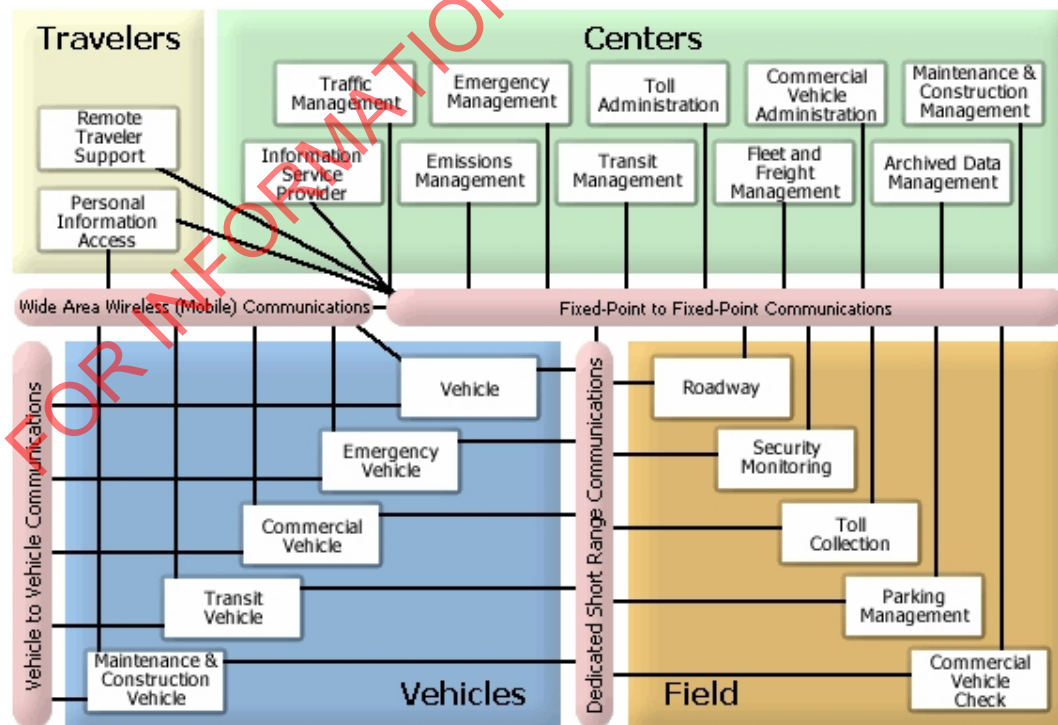 Travelers
Centers
Traffic
Management
Emergency
Management
Toll
Administration
Commercial
Vehicle
Administration
Maintenance &
Construction
Management
Remote
Traveler
Support
Information
Service
Provider
Emissions
Management
Transit
Management
Fleet and
Freight
Management
Archived Data
Management
Personal
Information
Access
Wide Area Wireless (Mobile) Communications
Fixed-Point to Fixed-Point Communications
Vehicle to Vehicle Communications
Vehicle
Emergency
Vehicle
Commercial
Vehicle
Transit
Vehicle
Maintenance &
Construction
Vehicle
Vehicles
Dedicated Short Range Communications
Roadway
Security
Monitoring
Toll
Collection
Parking
Management
Commercial
Vehicle
Check
Field
FOR INFORMATION